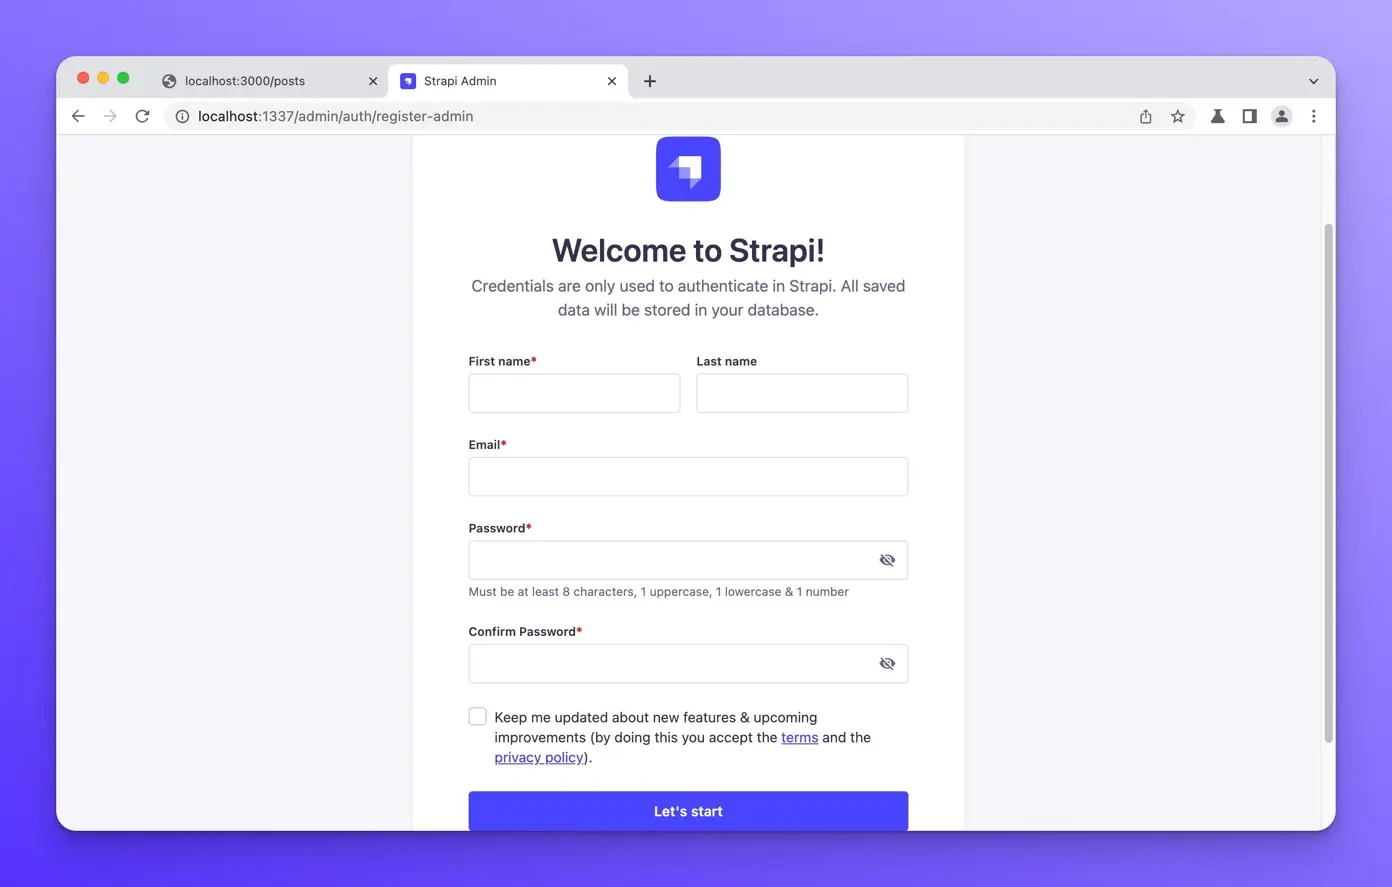 localhost:3000/posts
Strapi Admin
localhost:1337/admin/auth/register-admin
Welcome to Strapi!
Credentials are only used to authenticate in Strapi. All saved
data will be stored in your database.
First name*
Last name
Email*
Password*
Must be at least 8 characters, 1 uppercase, 1 lowercase & 1 number
Confirm Password*
Keep me updated about new features & upcoming
improvements (by doing this you accept the terms and the
privacy policy).
Let's start